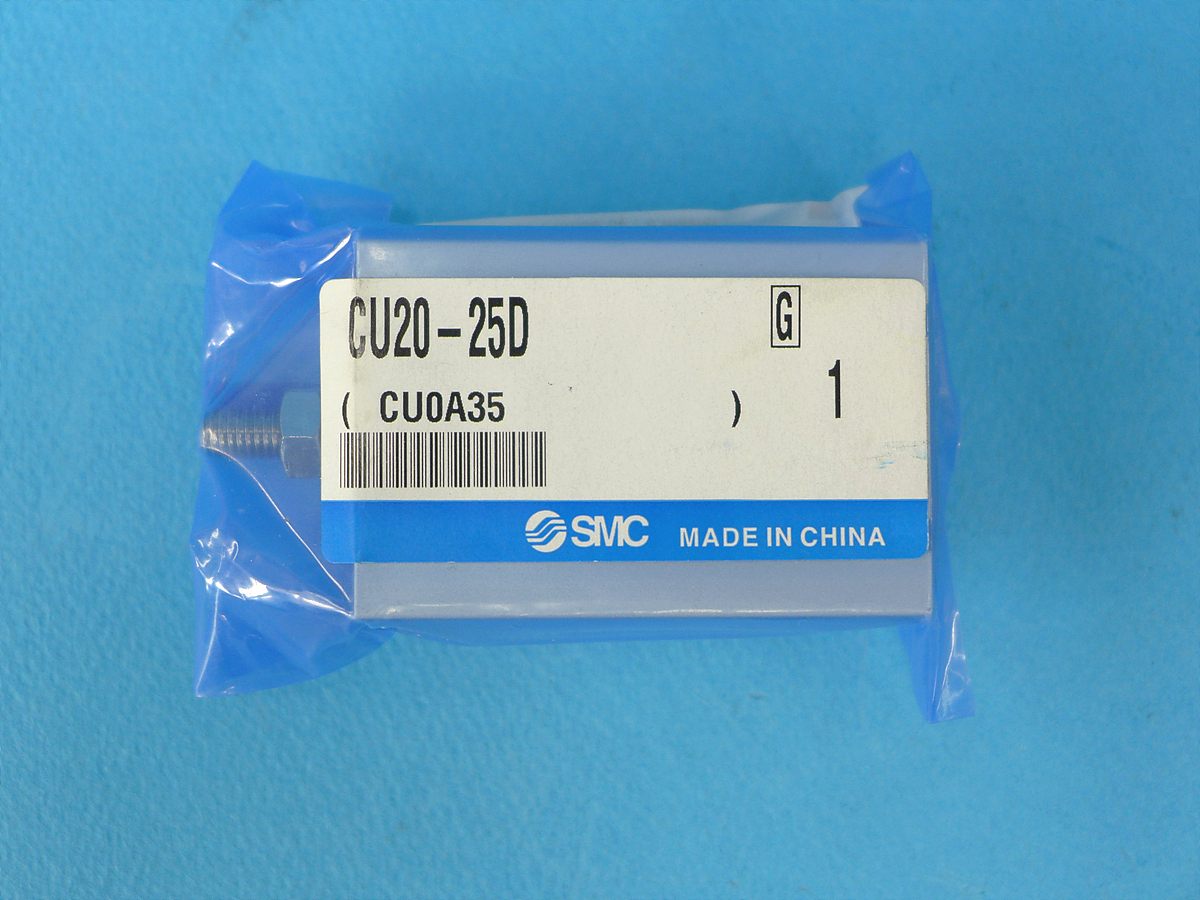 CU20-25D G
( CU0A35 ) 1
SMC MADE IN CHINA